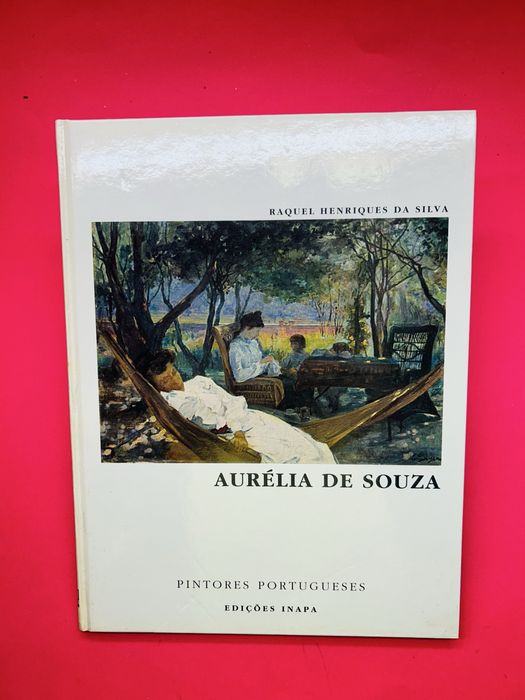 RAQUEL HENRIQUES DA SILVA
AURÉLIA DE SOUZA
PINTORES PORTUGUESES
EDIÇÕES INAPA